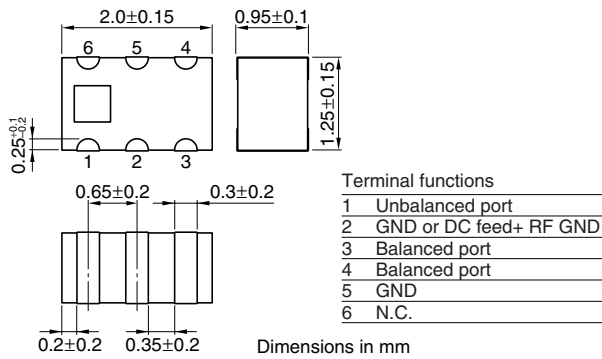 2.0±0.15
0.95±0.1
6 5 4
1.25±0.15
0.25+0.1-0.2
1 2 3
0.65±0.2
0.3±0.2
Terminal functions
1 Unbalanced port
2 GND or DC feed+ RF GND
3 Balanced port
4 Balanced port
5 GND
6 N.C.
0.2±0.2
0.35±0.2
Dimensions in mm